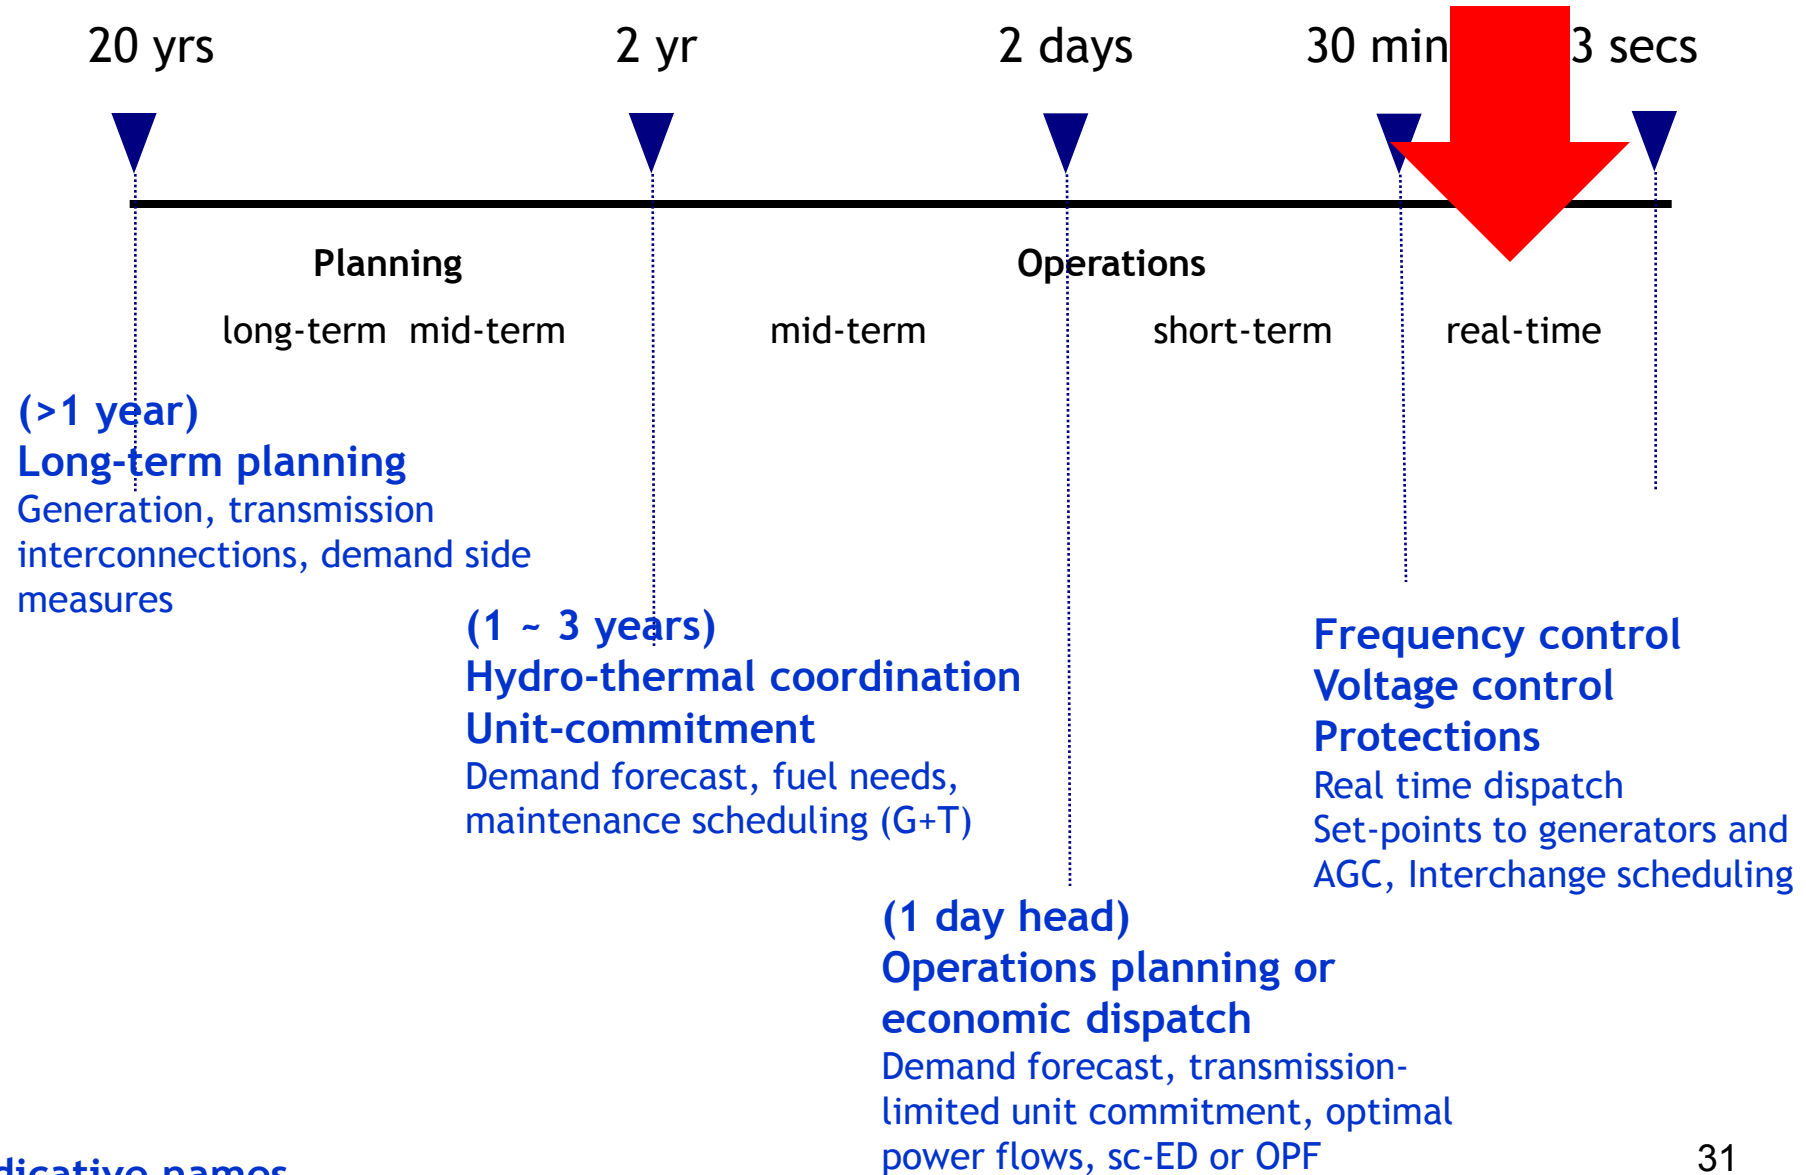 20 yrs
2 yr
2 days
30 min
3 secs
Planning
Operations
long-term mid-term
mid-term
short-term
real-time
(>1 year)
Long-term planning
Generation, transmission
interconnections, demand side
measures
(1 ~ 3 years)
Hydro-thermal coordination
Unit-commitment
Demand forecast, fuel needs,
maintenance scheduling (G+T)
Frequency control
Voltage control
Protections
Real time dispatch
Set-points to generators and
AGC, Interchange scheduling
(1 day head)
Operations planning or
economic dispatch
Demand forecast, transmission-
limited unit commitment, optimal
power flows, sc-ED or OPF
names
31